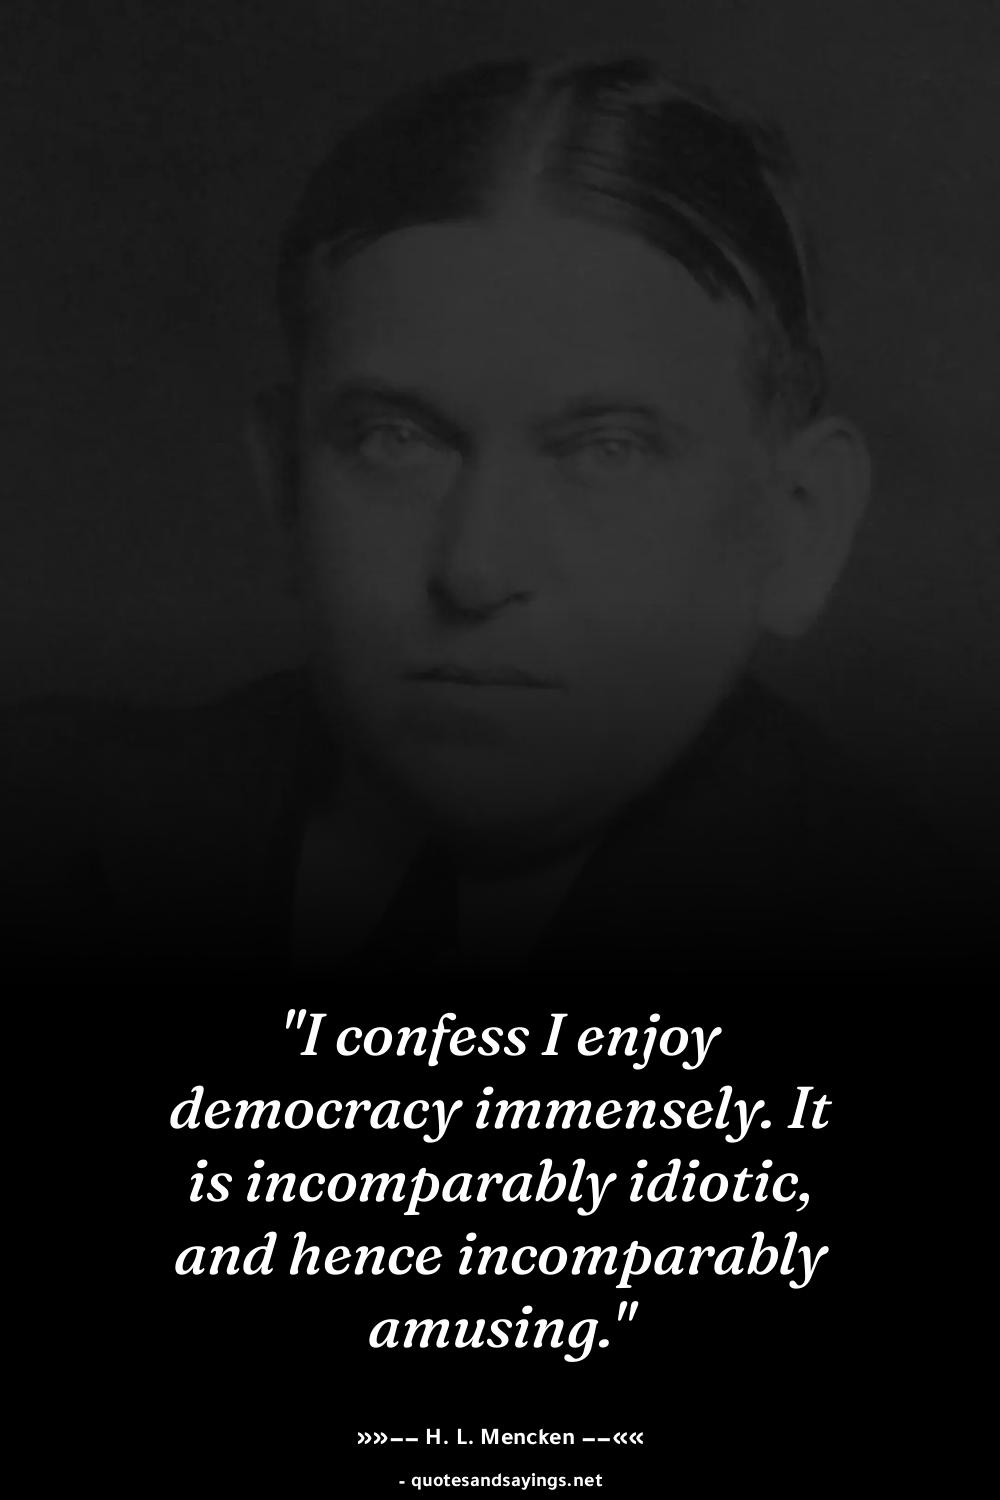 "I confess I enjoy
democracy immensely. It
is incomparably idiotic,
and hence incomparably
amusing."
»»−− H. L. Mencken −−««
- quotesandsayings.net